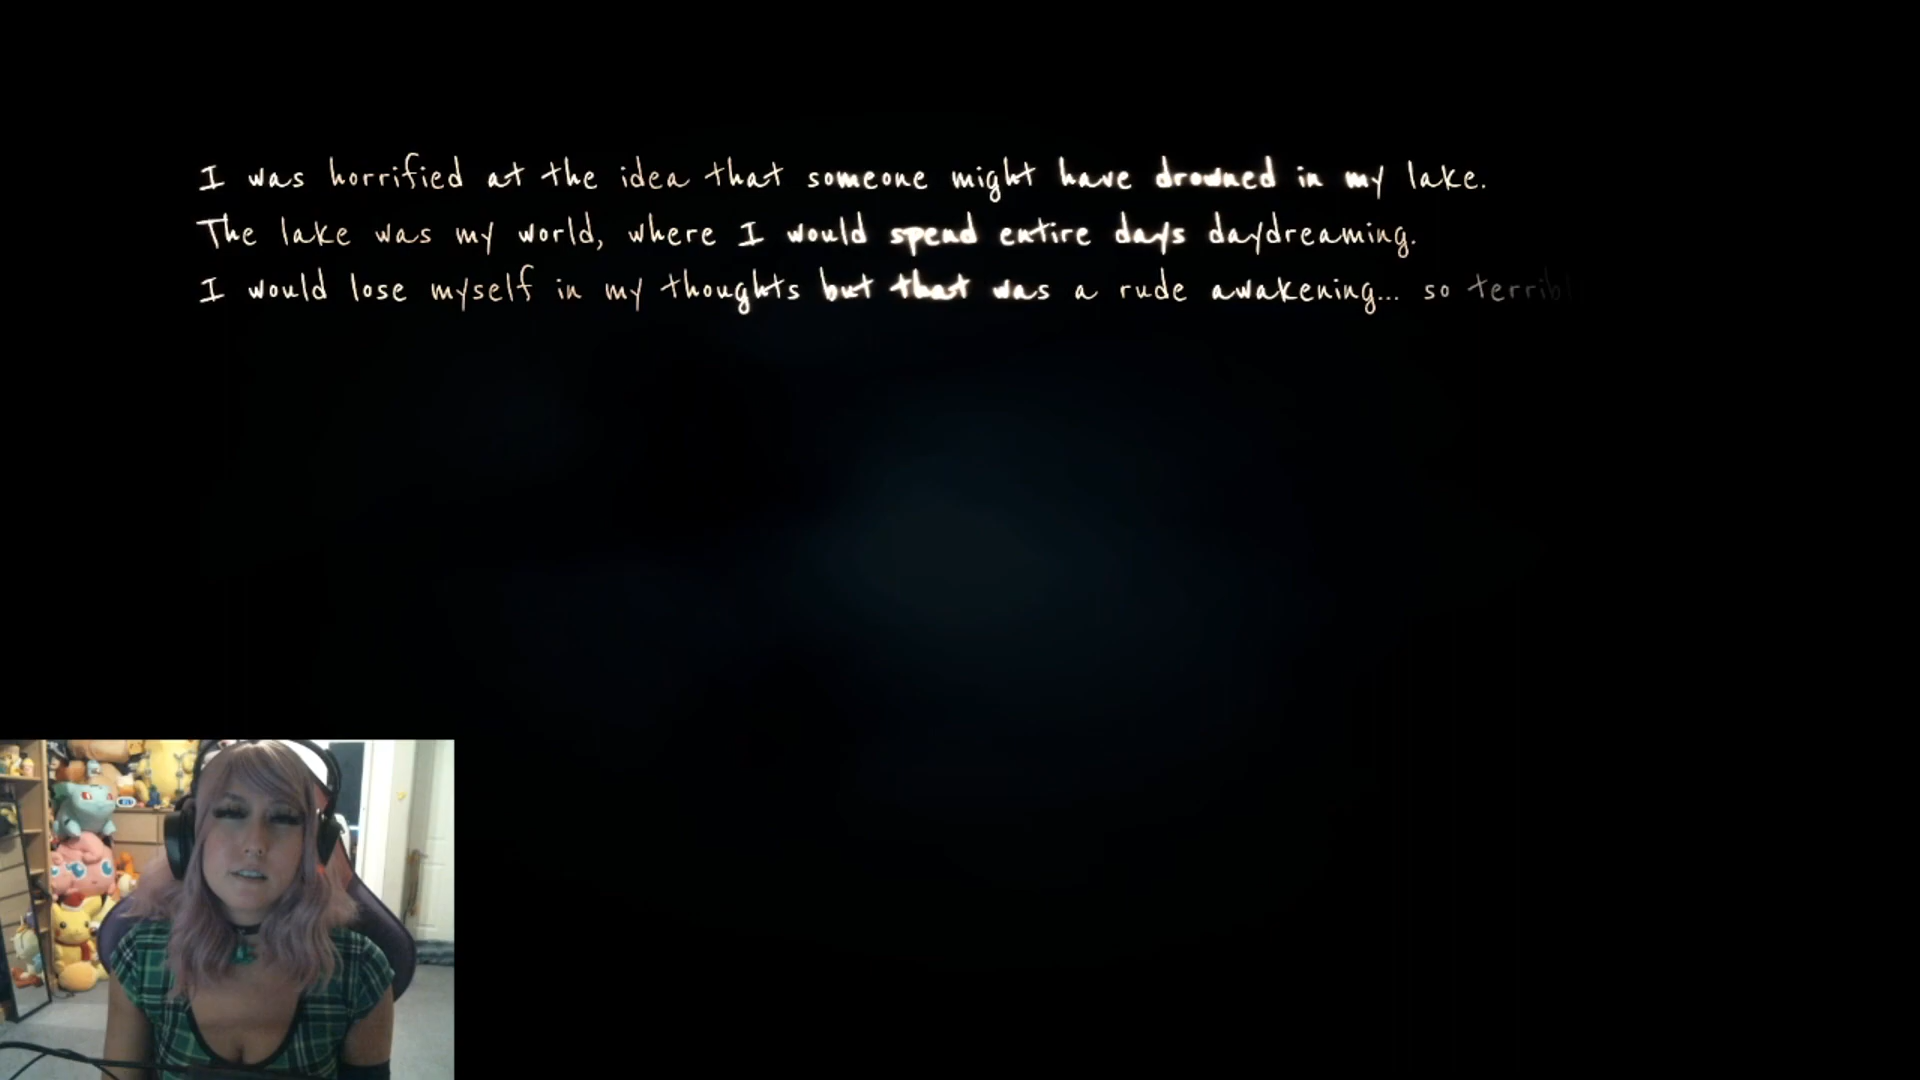 I was horrified at the idea that someone might have drowned in my lake.
The lake was my world, where I would spend entire days daydreaming.
I would lose myself in my thoughts but that was a rude awakening... so terribl